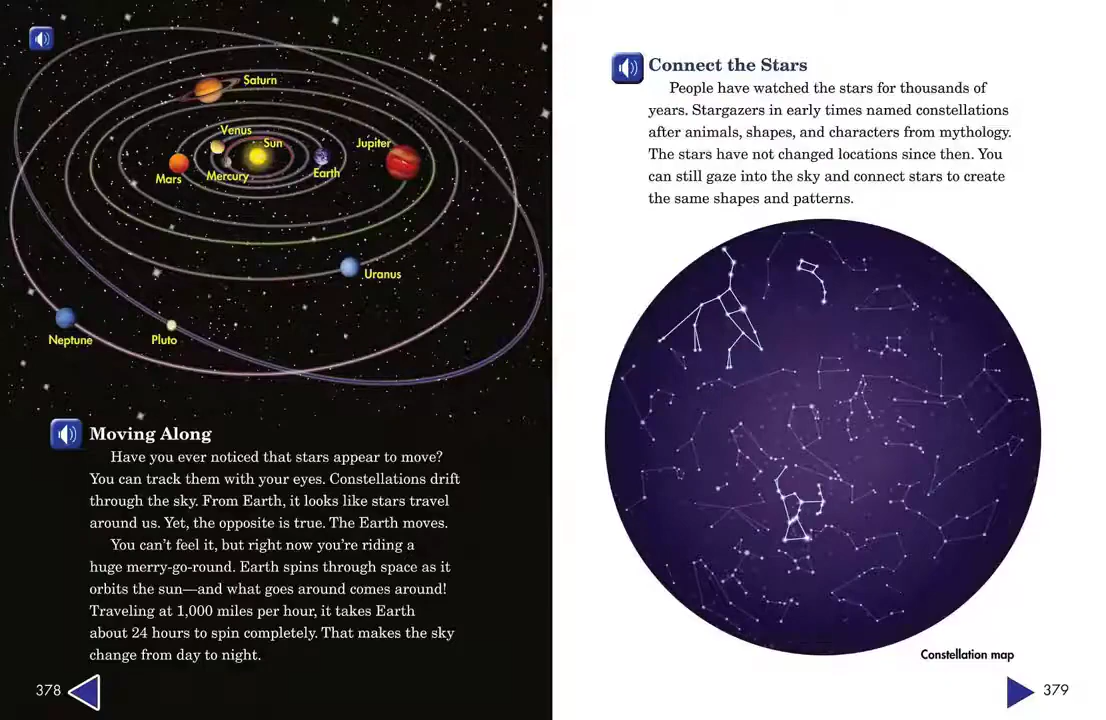 Saturn
Venus
Sun
Jupiter
Mars
Mercury
Earth
Uranus
Neptune
Pluto
Moving Along
Have you ever noticed that stars appear to move?
You can track them with your eyes. Constellations drift
through the sky. From Earth, it looks like stars travel
around us. Yet, the opposite is true. The Earth moves.
You can’t feel it, but right now you’re riding a
huge merry-go-round. Earth spins through space as it
orbits the sun—and what goes around comes around!
Traveling at 1,000 miles per hour, it takes Earth
about 24 hours to spin completely. That makes the sky
change from day to night.
378
Connect the Stars
People have watched the stars for thousands of
years. Stargazers in early times named constellations
after animals, shapes, and characters from mythology.
The stars have not changed locations since then. You
can still gaze into the sky and connect stars to create
the same shapes and patterns.
Constellation map
379